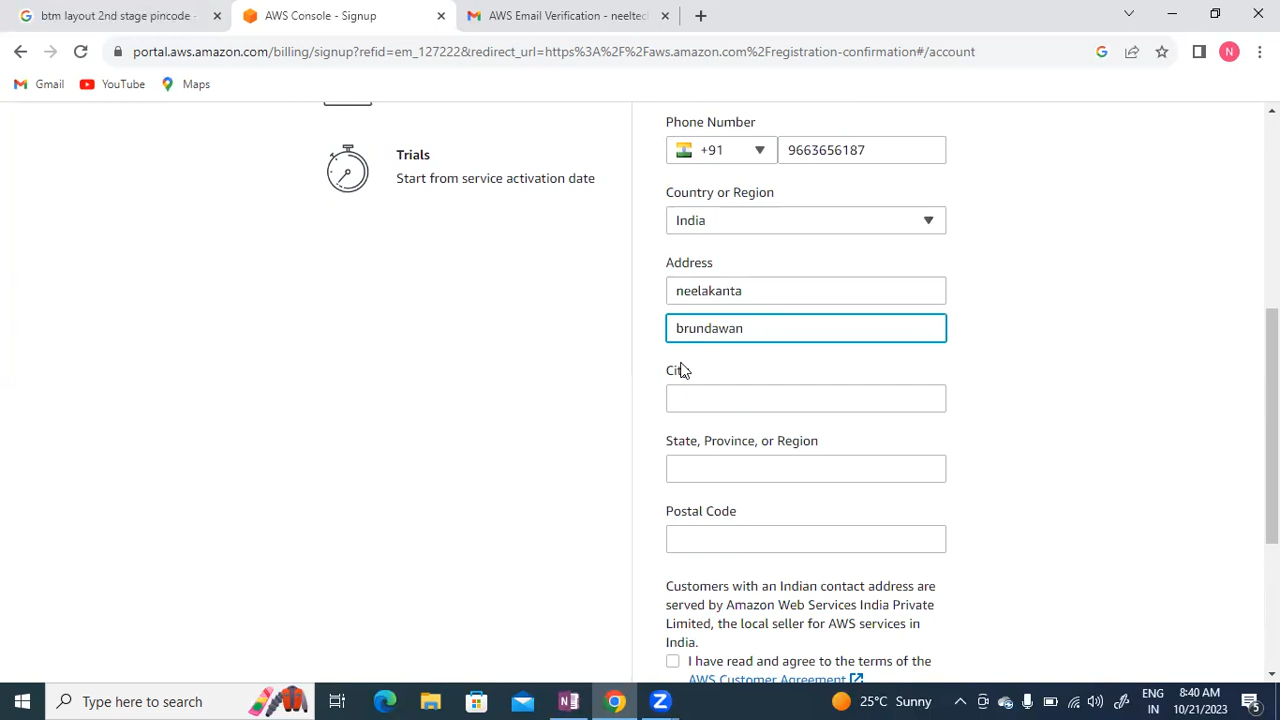 btm layout 2nd stage pincode -
AWS Console - Signup
AWS Email Verification - neeltech
portal.aws.amazon.com/billing/signup?refid=em_127222&redirect_url=https%3A%2F%2Faws.amazon.com%2Fregistration-confirmation#/account
N
Gmail
YouTube
Maps
Trials
Start from service activation date
Phone Number
+91
9663656187
Country or Region
India
Address
neelakanta
brundawan
City
State, Province, or Region
Postal Code
Customers with an Indian contact address are
served by Amazon Web Services India Private
Limited, the local seller for AWS services in
India.
I have read and agree to the terms of the
AWS Customer Agreement
Type here to search
25°C Sunny
ENG
IN
8:40 AM
10/21/2023
5